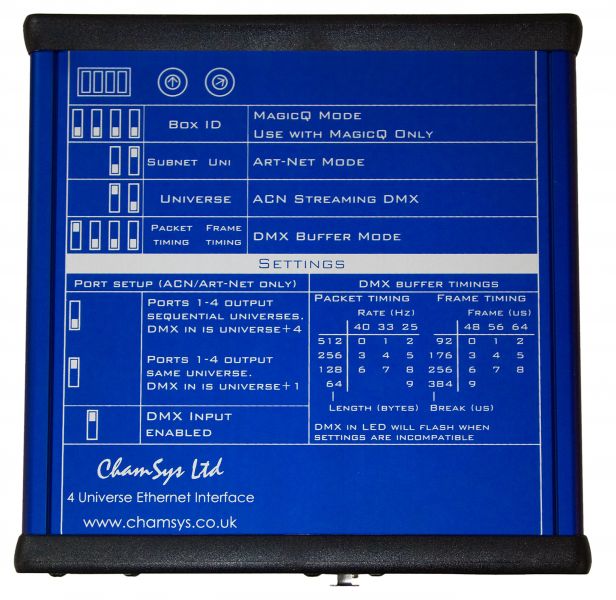 Box ID
MagicQ Mode
Use with MagicQ Only
Subnet Uni
Art-Net Mode
Universe
ACN Streaming DMX
Packet timing
Frame timing
DMX Buffer Mode
Settings
Port setup (ACN/Art-Net only)
Ports 1-4 output
sequential universes.
DMX in is universe+4
Ports 1-4 output
same universe.
DMX in is universe+1
DMX Input
enabled
DMX buffer timings
Packet timing
Rate (Hz)
40 33 25
512 0 1 2
256 3 4 5
128 6 7 8
64 9
Length (bytes)
Frame timing
Frame (us)
48 56 64
92 0 1 2
176 3 4 5
256 6 7 8
384 9
Break (us)
DMX in LED will flash when
settings are incompatible
ChamSys Ltd
4 Universe Ethernet Interface
www.chamsys.co.uk